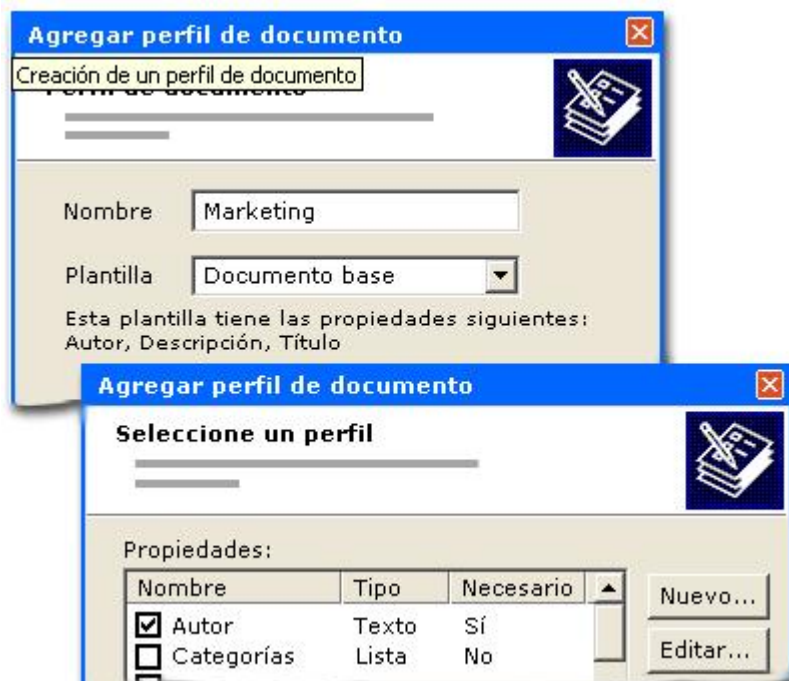 Agregar perfil de documento
Creación de un perfil de documento
Nombre Marketing
Plantilla Documento base
Esta plantilla tiene las propiedades siguientes:
Autor, Descripción, Título
Agregar perfil de documento
Seleccione un perfil
Propiedades:
Nombre Tipo Necesario
Nuevo...
Autor Texto Sí
Categorías Lista No
Editar...